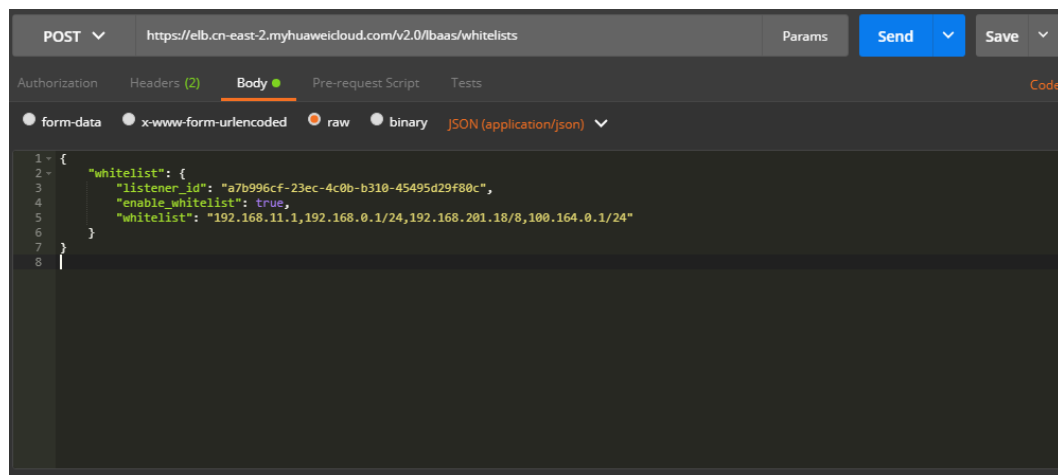 POST https://elb.cn-east-2.myhuaweicloud.com/v2.0/lbaas/whitelists Params Send Save
Authorization Headers (2) Body Pre-request Script Tests Code
form-data x-www-form-urlencoded raw binary JSON (application/json)
1 {
2 "whitelist": {
3 "listener_id": "a7b996cf-23ec-4c0b-b310-45495d29f80c",
4 "enable_whitelist": true,
5 "whitelist": "192.168.11.1,192.168.0.1/24,192.168.201.18/8,100.164.0.1/24"
6 }
7 }
8